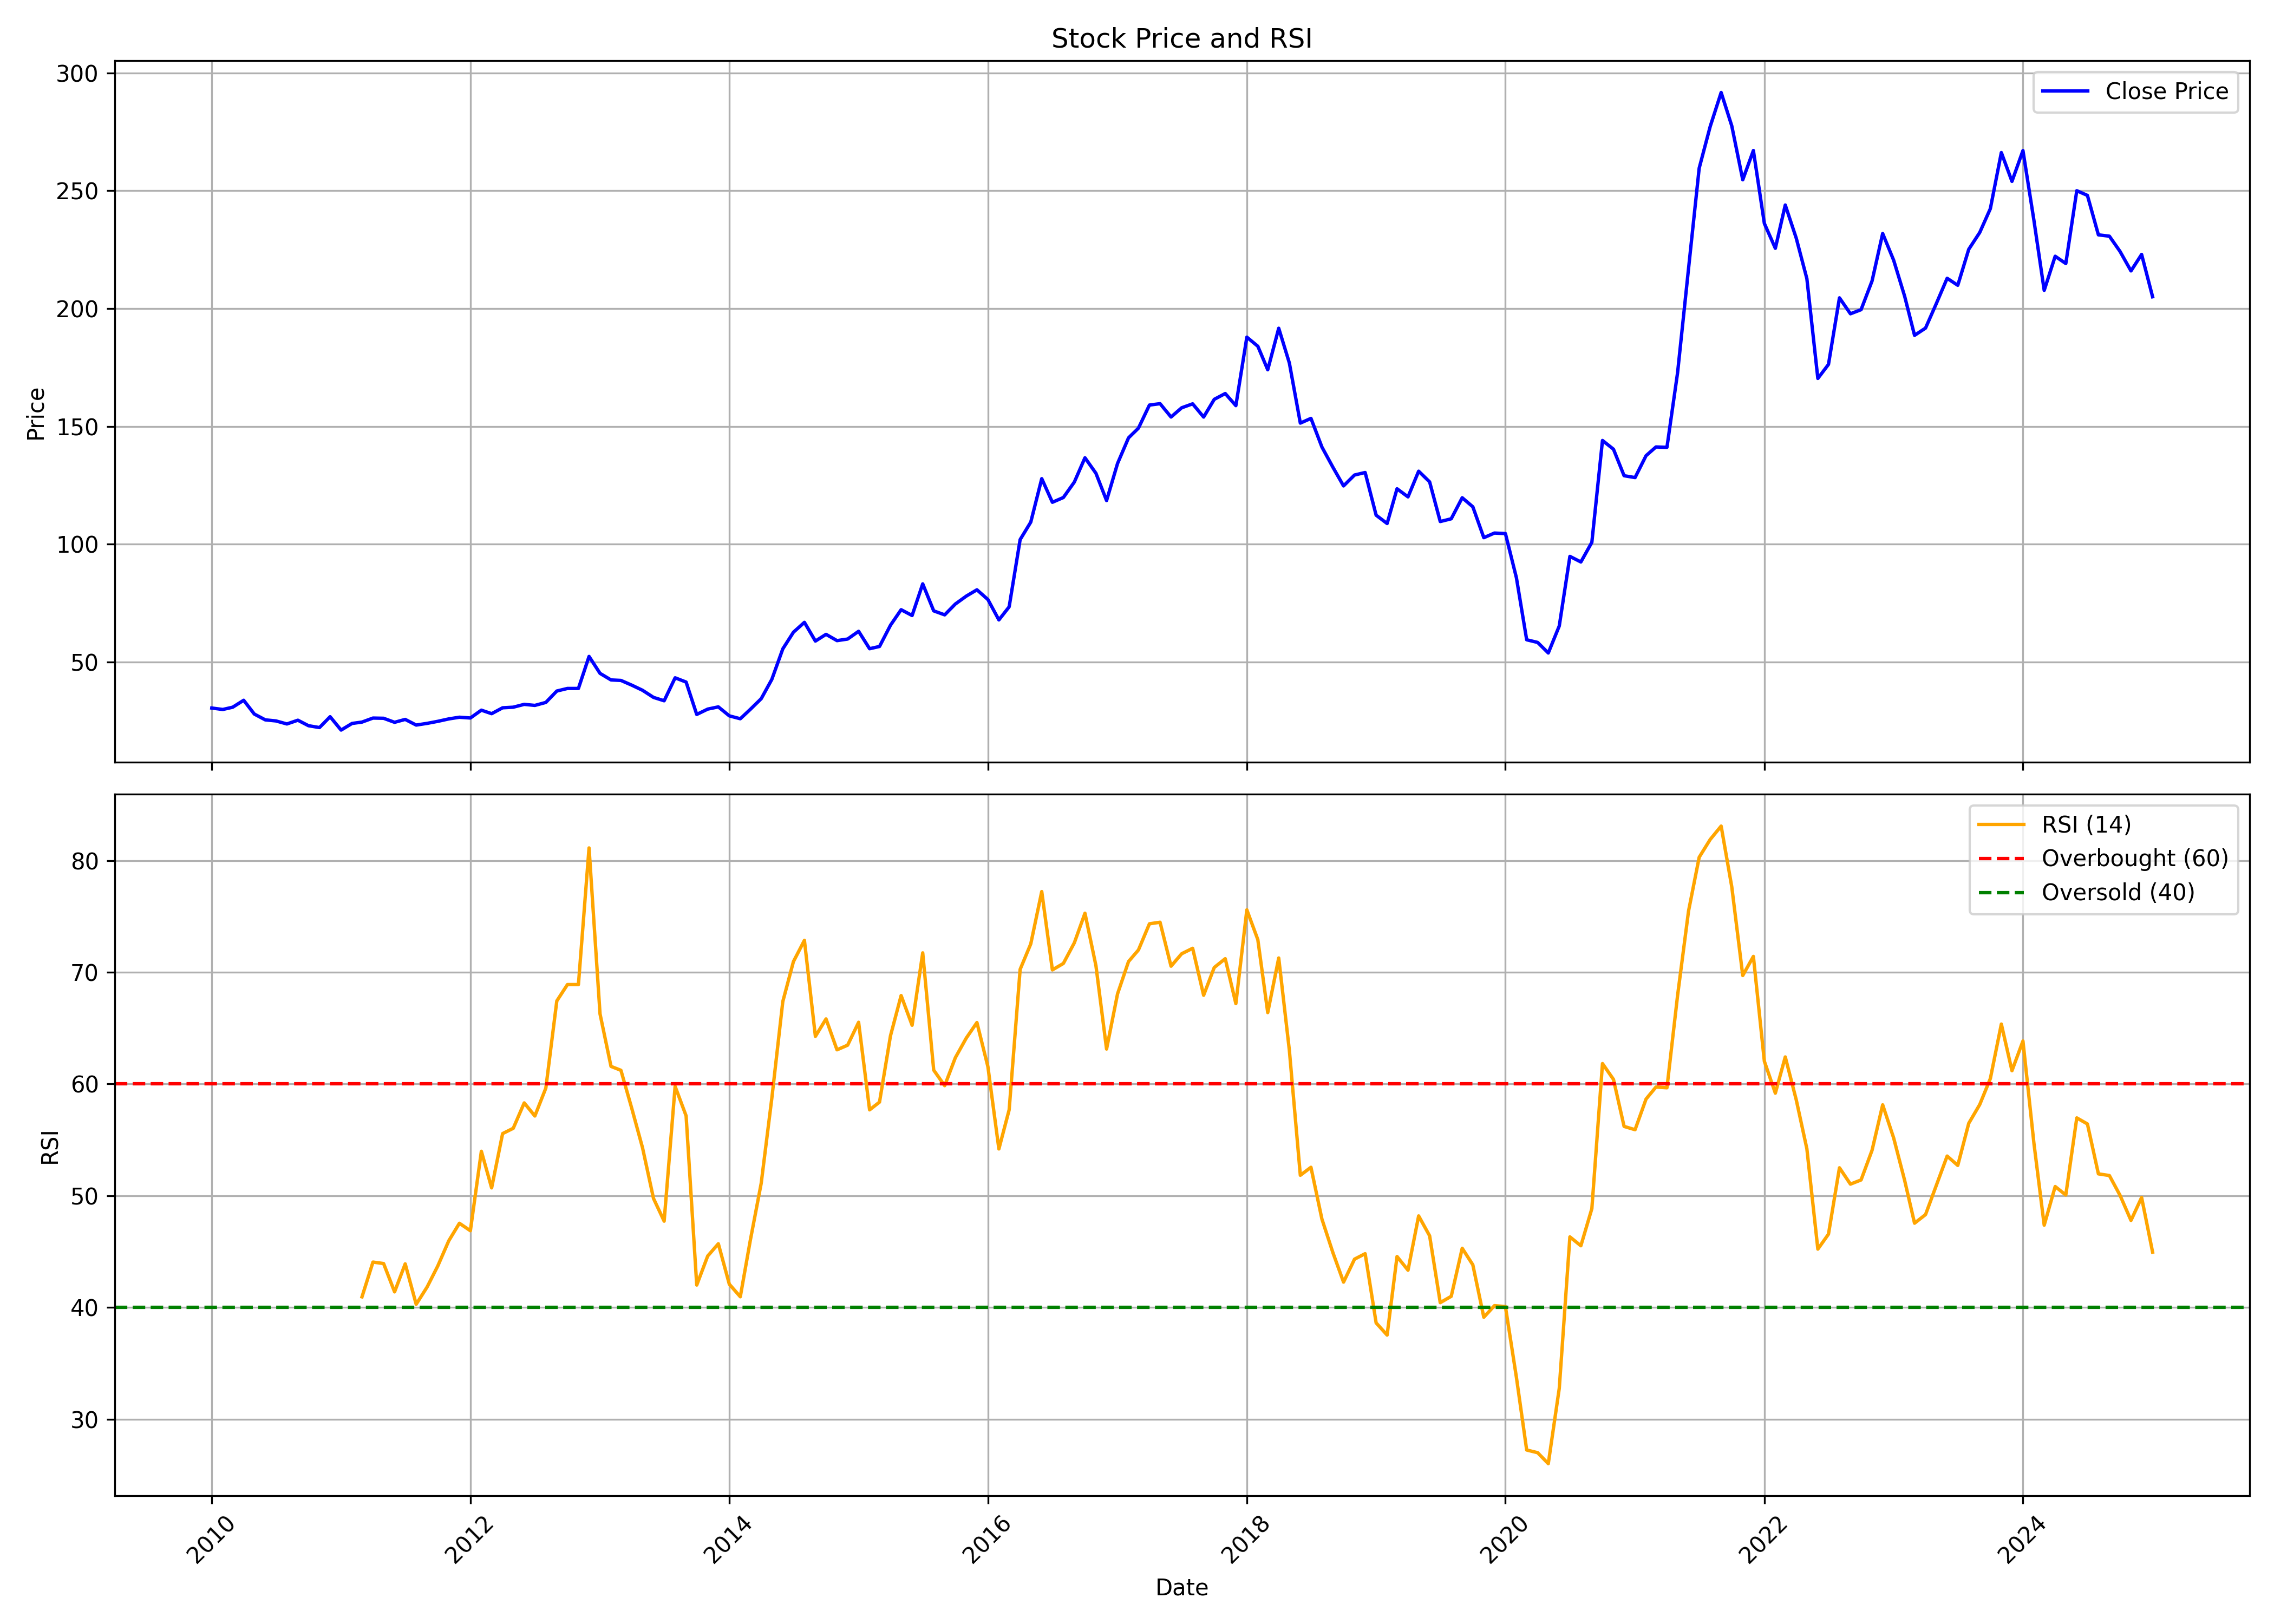 Stock Price and RSI
300
250
200
150
100
50
Price
Close Price
80
70
60
50
40
30
RSI
RSI (14)
Overbought (60)
Oversold (40)
2010
2012
2014
2016
2018
2020
2022
2024
Date